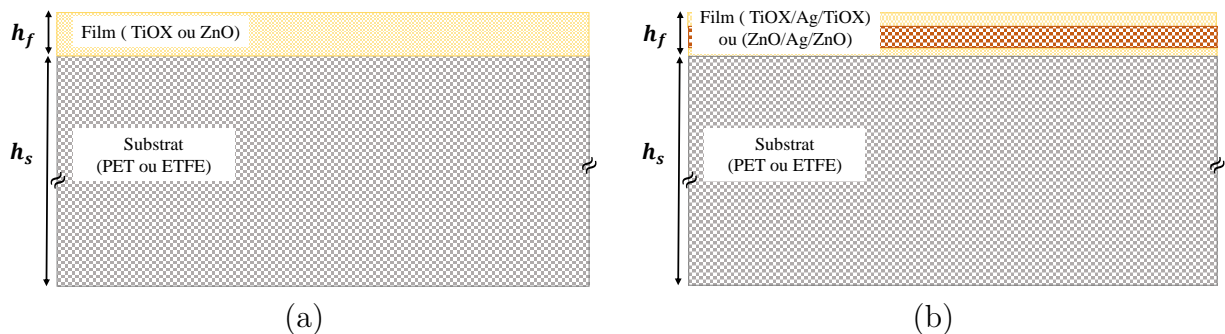 h_f
Film ( TiOX ou ZnO)
h_s
Substrat
(PET ou ETFE)
(a)
h_f
Film ( TiOX/Ag/TiOX)
ou (ZnO/Ag/ZnO)
h_s
Substrat
(PET ou ETFE)
(b)